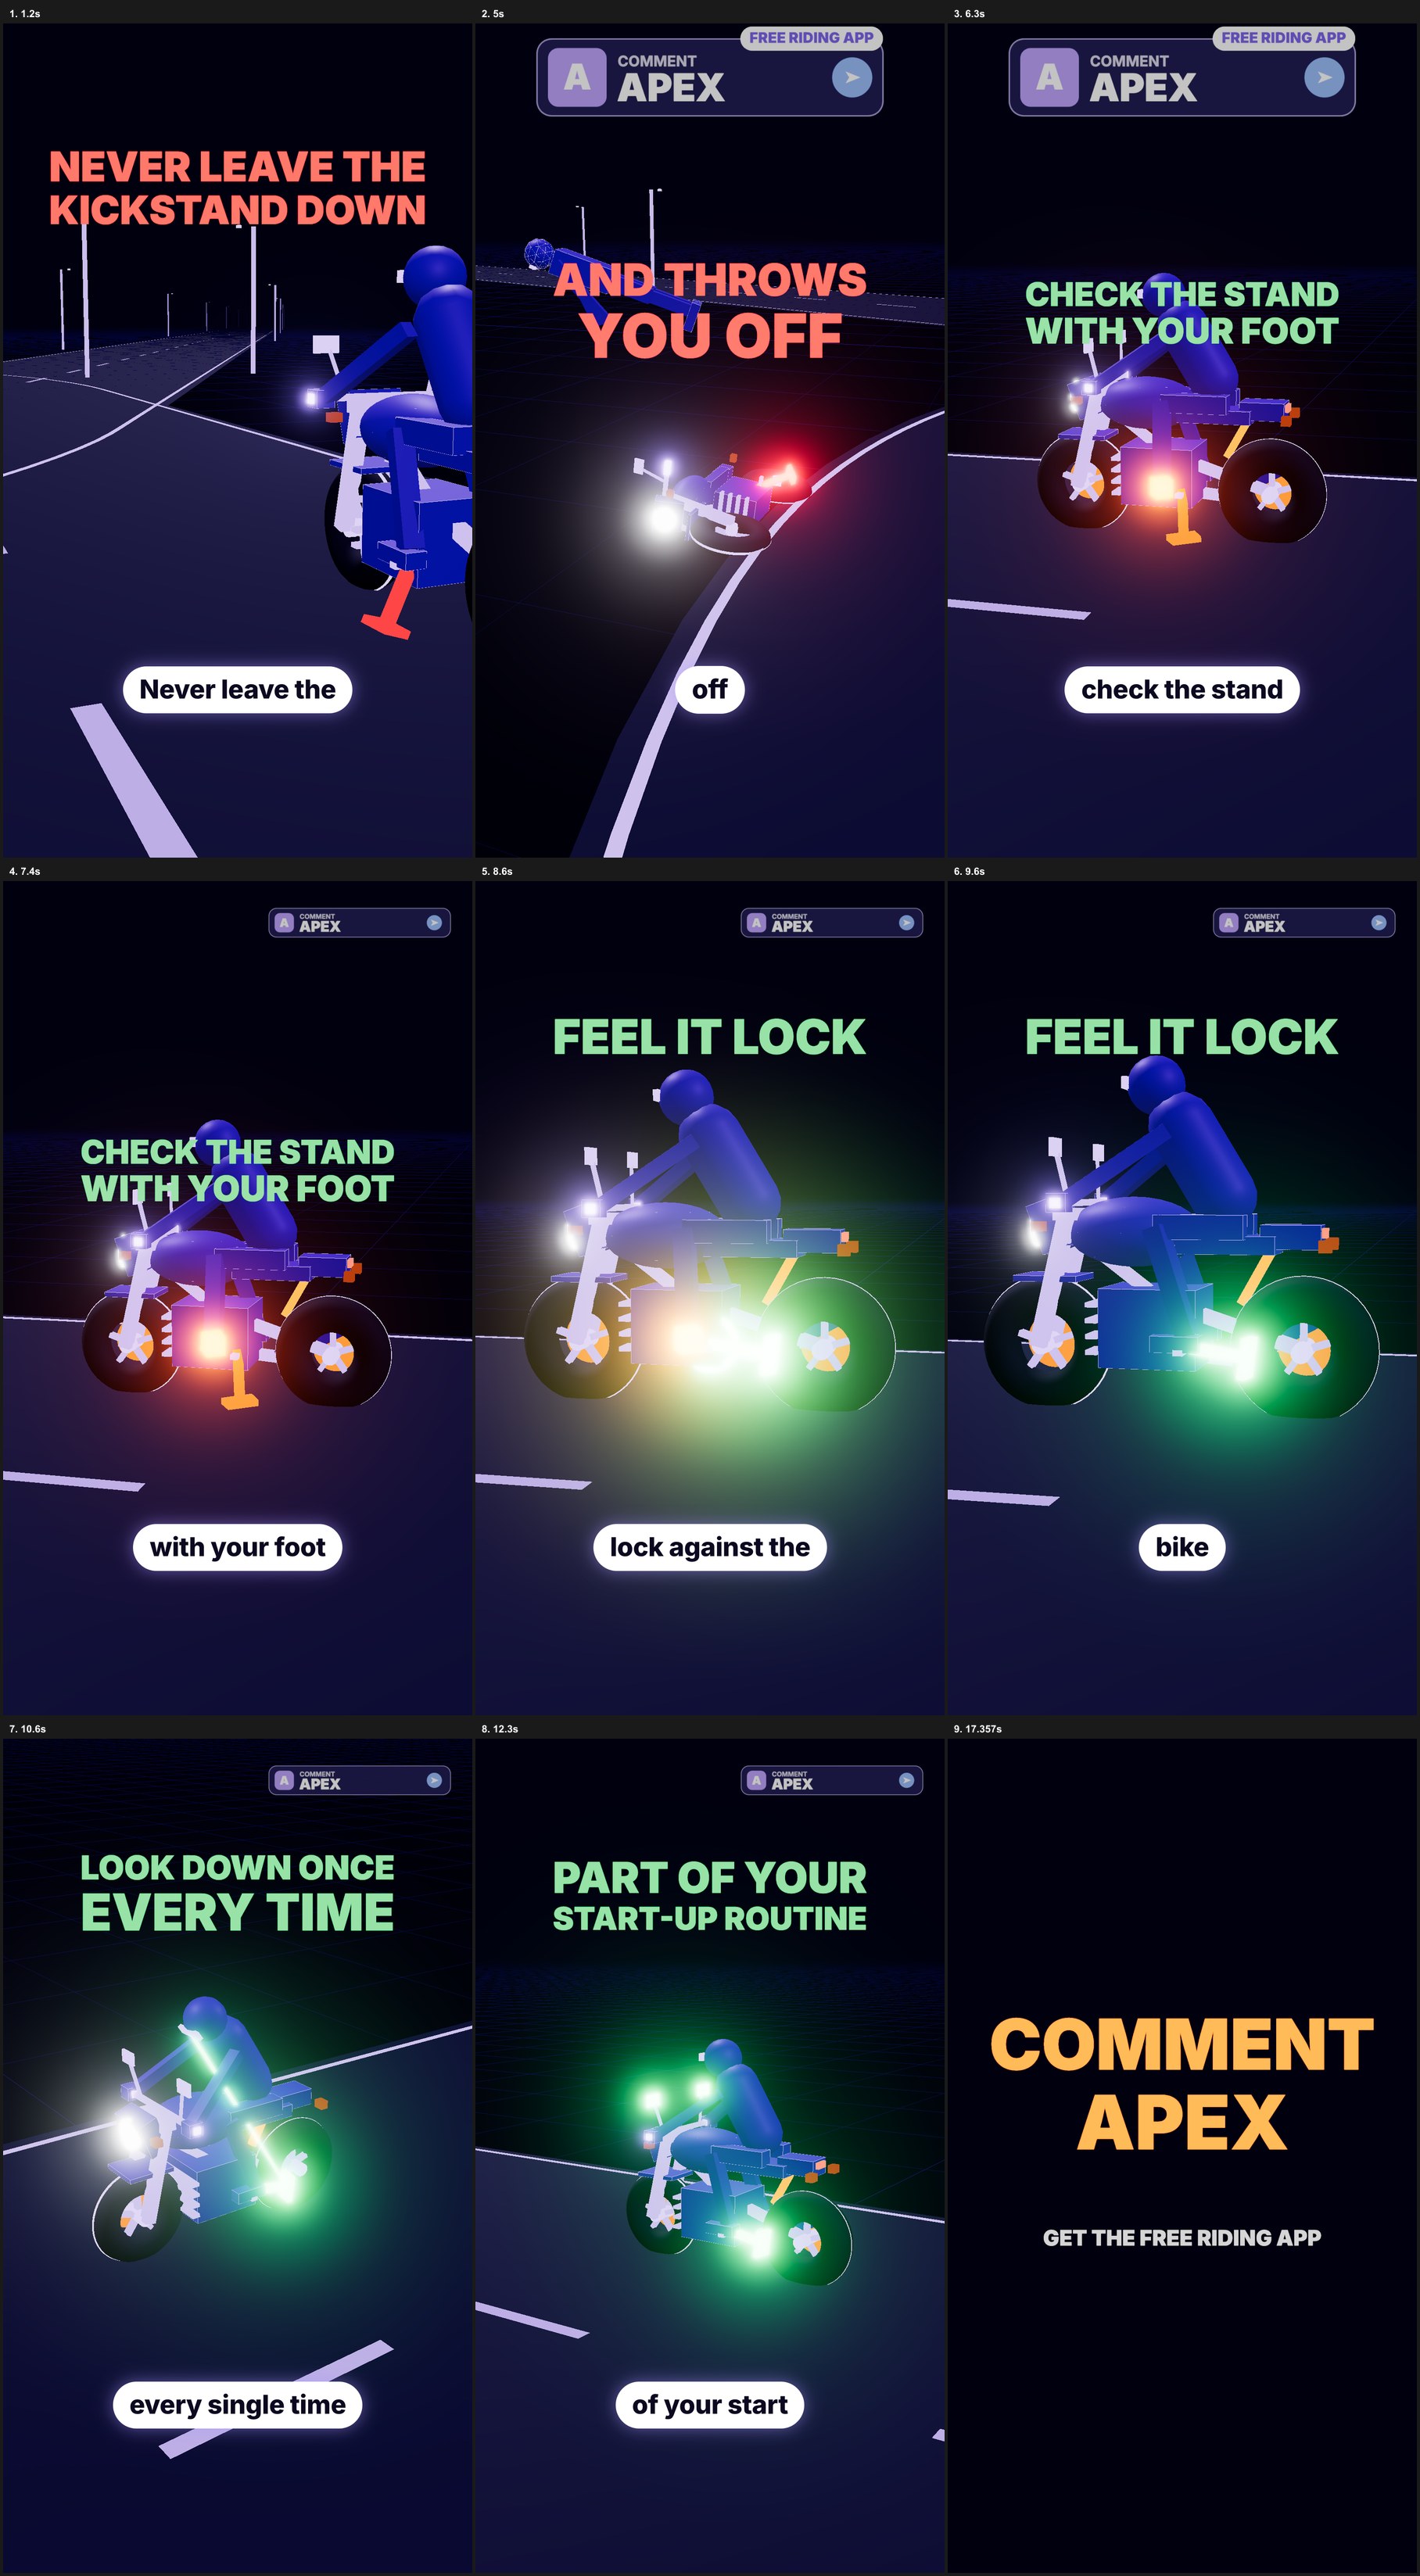 1. 1.2s
NEVER LEAVE THE
KICKSTAND DOWN
Never leave the
2. 5s
FREE RIDING APP
A
COMMENT
APEX
AND THROWS
YOU OFF
off
3. 6.3s
FREE RIDING APP
A
COMMENT
APEX
CHECK THE STAND
WITH YOUR FOOT
check the stand
4. 7.4s
A
COMMENT
APEX
CHECK THE STAND
WITH YOUR FOOT
with your foot
5. 8.6s
A
COMMENT
APEX
FEEL IT LOCK
lock against the
6. 9.6s
A
COMMENT
APEX
FEEL IT LOCK
bike
7. 10.6s
A
COMMENT
APEX
LOOK DOWN ONCE
EVERY TIME
every single time
8. 12.3s
A
COMMENT
APEX
PART OF YOUR
START-UP ROUTINE
of your start
9. 17.357s
COMMENT
APEX
GET THE FREE RIDING APP